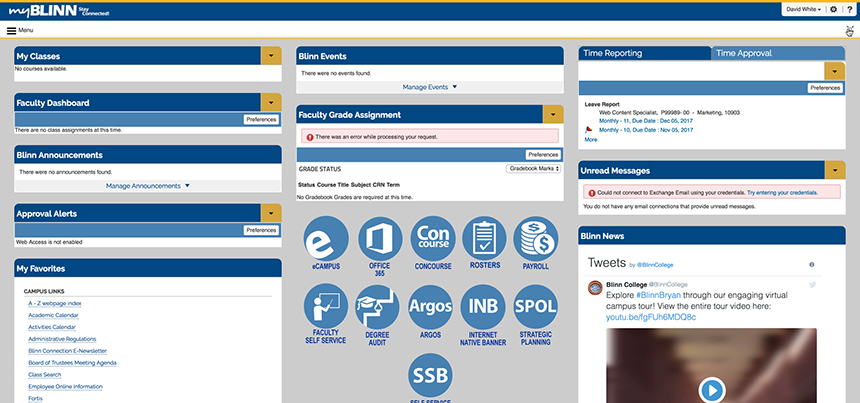 myBLINN Stay Connected!
David White
?
Menu
My Classes
No courses available.
Faculty Dashboard
Preferences
There are no class assignments at this time.
Blinn Announcements
There were no announcements found.
Manage Announcements
Approval Alerts
Preferences
Web Access is not enabled
My Favorites
CAMPUS LINKS
A - Z webpage index
Academic Calendar
Activities Calendar
Administrative Regulations
Blinn Connection E-Newsletter
Board of Trustees Meeting Agenda
Class Search
Employee Online Information
Fortis
Blinn Events
There were no events found.
Manage Events
Faculty Grade Assignment
There was an error while processing your request.
Preferences
GRADE STATUS
Gradebook Marks
Status Course Title Subject CRN Term
No Gradebook Grades are required at this time.
e
Con
course
eCAMPUS
OFFICE
365
CONCOURSE
ROSTERS
PAYROLL
Argos
INB
SPOL
FACULTY
SELF SERVICE
DEGREE
AUDIT
ARGOS
INTERNET
NATIVE BANNER
STRATEGIC
PLANNING
SSB
SELF SERVICE
Time Reporting
Time Approval
Preferences
Leave Report
Web Content Specialist, P99989- 00 - Marketing, 10903
Monthly - 11, Due Date : Dec 05, 2017
Monthly - 10, Due Date : Nov 05, 2017
More
Unread Messages
Could not connect to Exchange Email using your credentials. Try entering your credentials.
You do not have any email connections that provide unread messages.
Blinn News
Tweets by @BlinnCollege
Blinn College @BlinnCollege
Explore #BlinnBryan through our engaging virtual
campus tour! View the entire tour video here:
youtu.be/fgFUh6MDQ8c